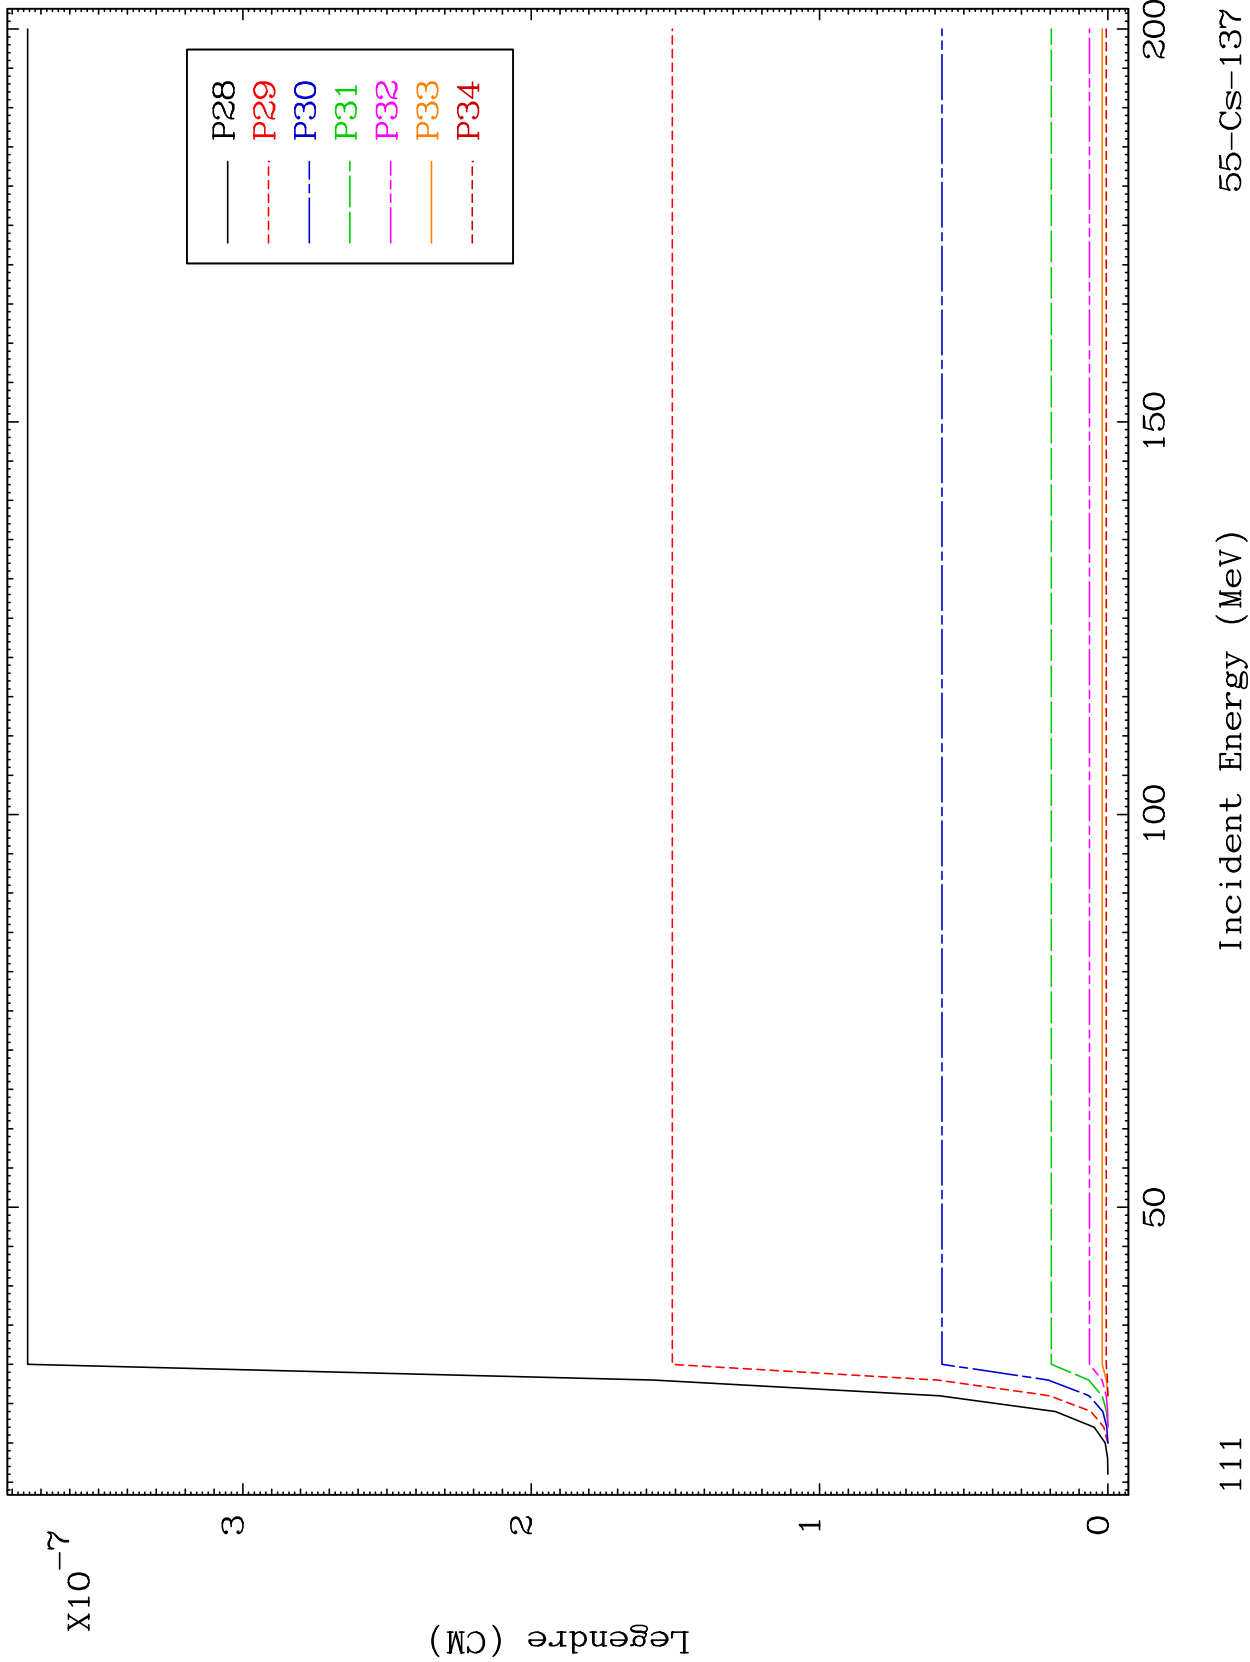 X10-7
3
2
1
0
Legendre (CM)
P28
P29
P30
P31
P32
P33
P34
50
100
150
200
111
Incident Energy (MeV)
55-Cs-137